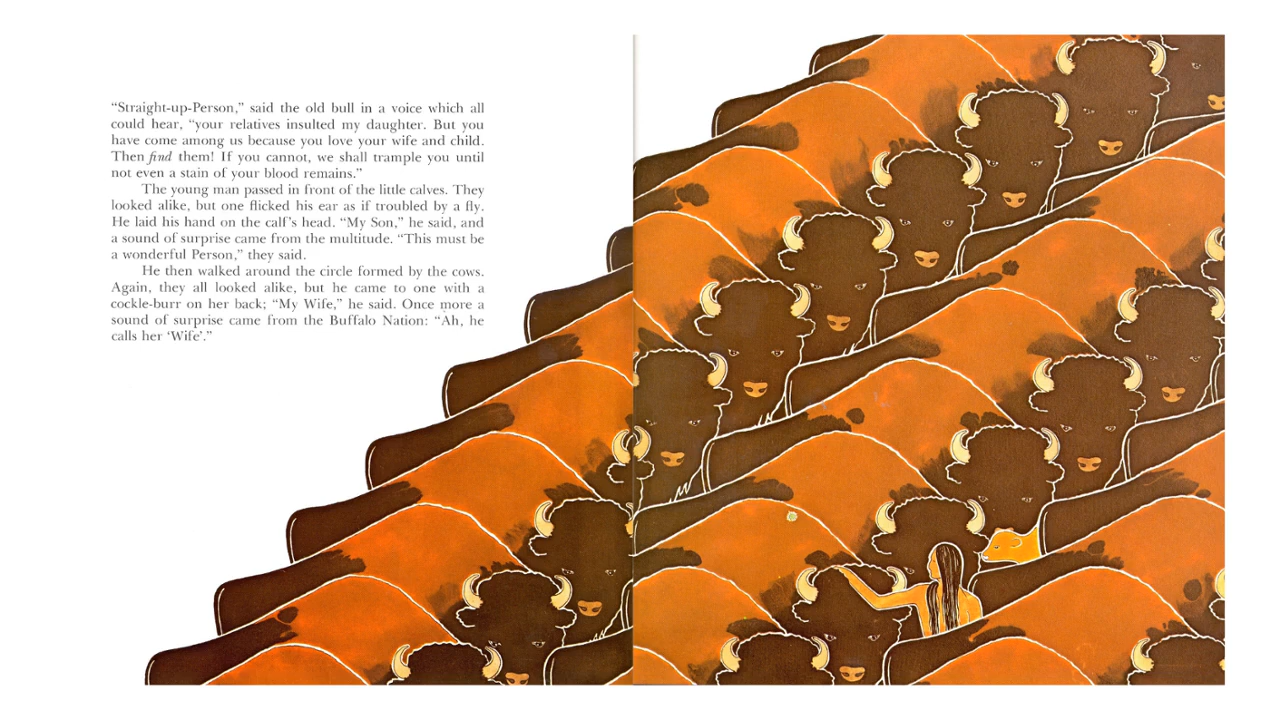 “Straight-up-Person,” said the old bull in a voice which all
could hear, “your relatives insulted my daughter. But you
have come among us because you love your wife and child.
Then find them! If you cannot, we shall trample you until
not even a stain of your blood remains.”
The young man passed in front of the little calves. They
looked alike, but one flicked his ear as if troubled by a fly.
He laid his hand on the calf’s head. “My Son,” he said, and
a sound of surprise came from the multitude. “This must be
a wonderful Person,” they said.
He then walked around the circle formed by the cows.
Again, they all looked alike, but he came to one with a
cockle-burr on her back; “My Wife,” he said. Once more a
sound of surprise came from the Buffalo Nation: “Ah, he
calls her ‘Wife’.”